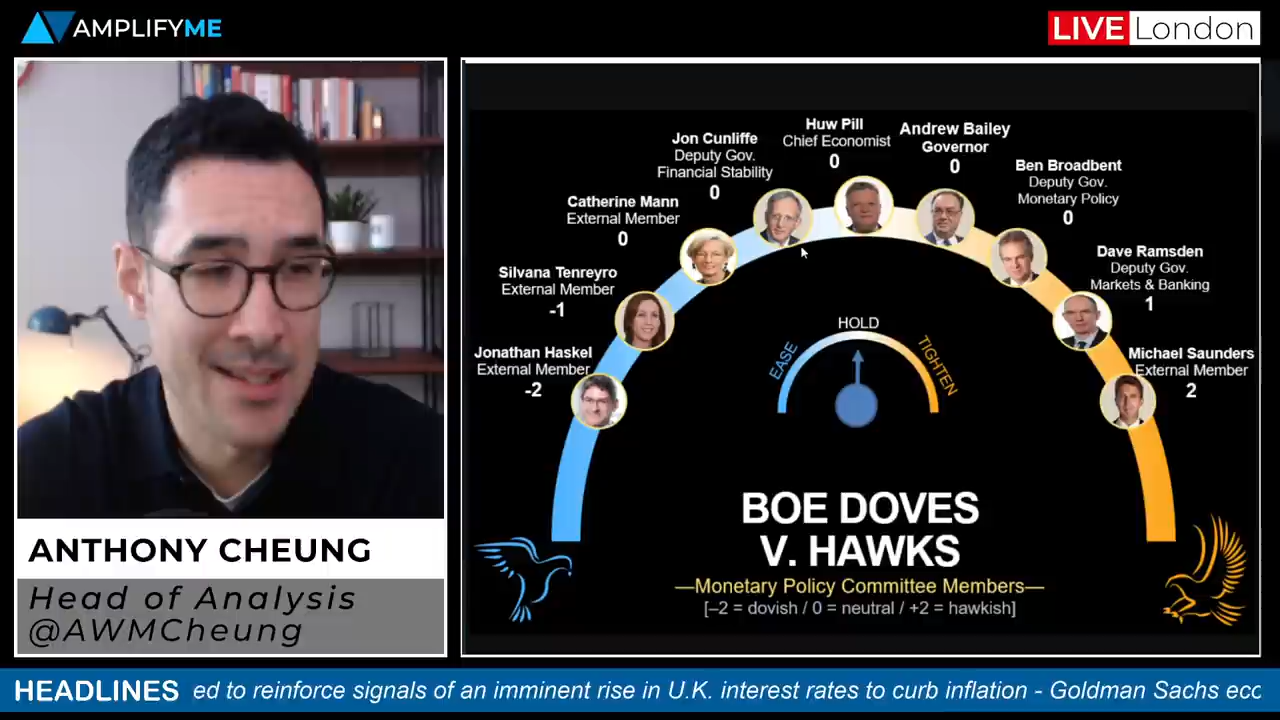 AMPLIFYME
LIVE London
Huw Pill
Chief Economist
0
Andrew Bailey
Governor
0
Jon Cunliffe
Deputy Gov.
Financial Stability
0
Ben Broadbent
Deputy Gov.
Monetary Policy
0
Catherine Mann
External Member
0
Dave Ramsden
Deputy Gov.
Markets & Banking
1
Silvana Tenreyro
External Member
-1
Jonathan Haskel
External Member
-2
Michael Saunders
External Member
2
EASE
HOLD
TIGHTEN
BOE DOVES
V. HAWKS
—Monetary Policy Committee Members—
[–2 = dovish / 0 = neutral / +2 = hawkish]
ANTHONY CHEUNG
Head of Analysis
@AWMCheung
HEADLINES ed to reinforce signals of an imminent rise in U.K. interest rates to curb inflation - Goldman Sachs ecc